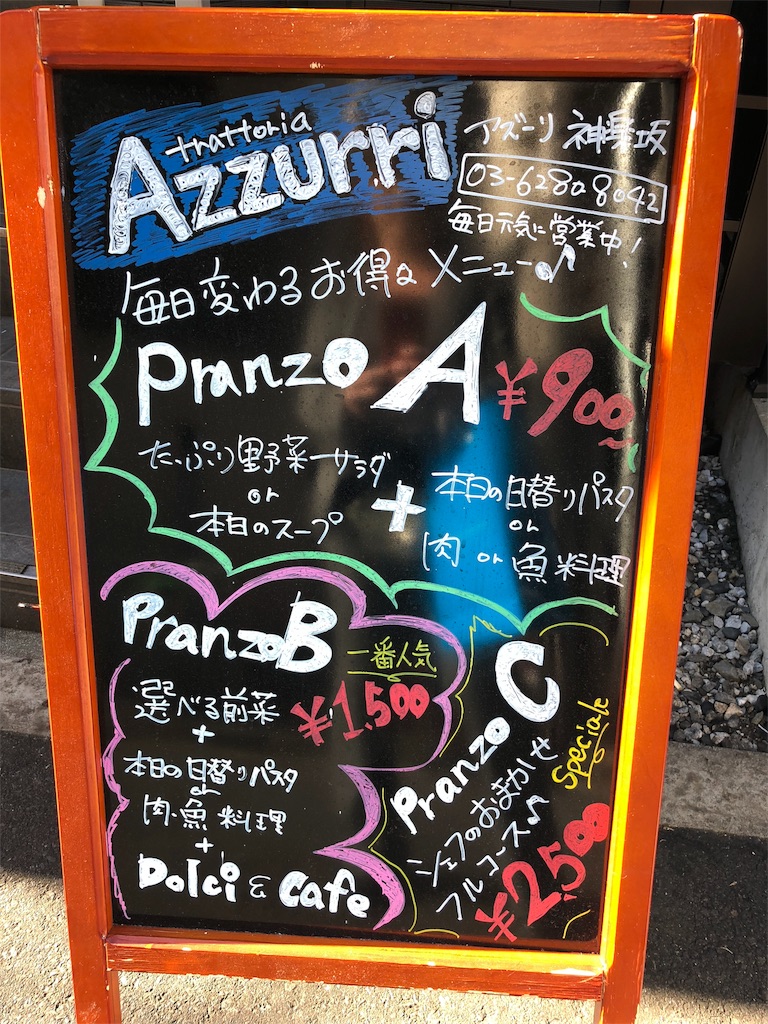 trattoria
Azzurri
アズーリ 神楽坂
03-6280-8042
毎日元気に営業中!
毎日変わるお得なメニュー♪
Pranzo A ¥900
たっぷり野菜サラダ
or
本日のスープ
+
本日の日替りパスタ
or
肉 or 魚料理
Pranzo B 一番人気
¥1,500
選べる前菜
+
本日の日替りパスタ
or
肉・魚料理
+
Dolci & Cafe
Pranzo C
Speciale
シェフのおまかせ
フルコース♪
¥2,500